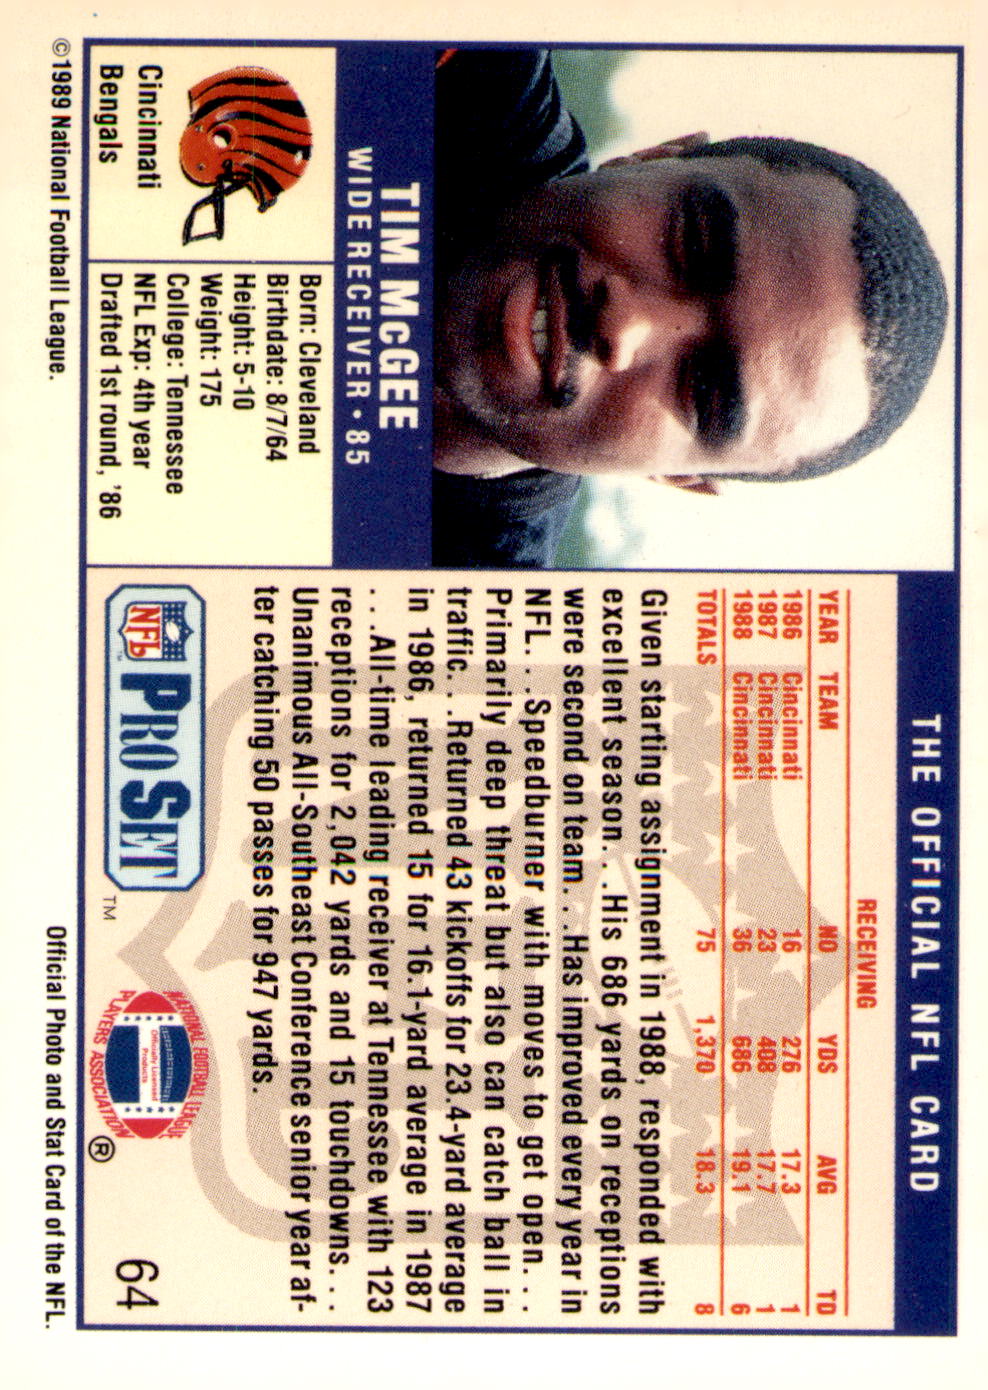 THE OFFICIAL NFL CARD
TIM McGEE
WIDE RECEIVER • 85
Cincinnati
Bengals
Born: Cleveland
Birthdate: 8/7/64
Height: 5-10
Weight: 175
College: Tennessee
NFL Exp: 4th year
Drafted 1st round, '86
RECEIVING
YEAR TEAM NO YDS AVG TD
1986 Cincinnati 16 276 17.3 1
1987 Cincinnati 23 408 17.7 1
1988 Cincinnati 36 686 19.1 6
TOTALS 75 1,370 18.3 8
Given starting assignment in 1988, responded with
excellent season. . .His 686 yards on receptions
were second on team. . .Has improved every year in
NFL. . .Speedburner with moves to get open. . .
Primarily deep threat but also can catch ball in
traffic. . .Returned 43 kickoffs for 23.4-yard average
in 1986, returned 15 for 16.1-yard average in 1987
. . .All-time leading receiver at Tennessee with 123
receptions for 2,042 yards and 15 touchdowns. . .
Unanimous All-Southeast Conference senior year af-
ter catching 50 passes for 947 yards.
NFL PRO SET TM
NATIONAL FOOTBALL LEAGUE
Officially Licensed
Products
PLAYERS ASSOCIATION ®
64
©1989 National Football League.
Official Photo and Stat Card of the NFL.